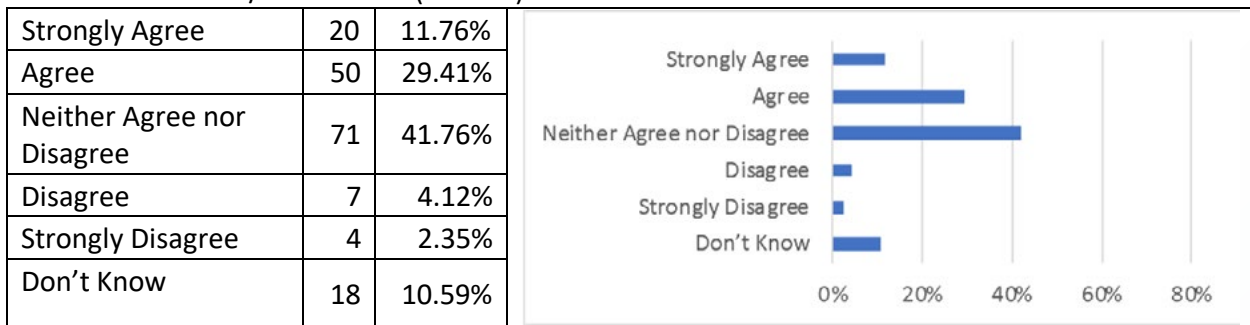 Strongly Agree 20 11.76%
Agree 50 29.41%
Neither Agree nor
Disagree 71 41.76%
Disagree 7 4.12%
Strongly Disagree 4 2.35%
Don't Know 18 10.59%
Strongly Agree
Agree
Neither Agree nor Disagree
Disagree
Strongly Disagree
Don't Know
0% 20% 40% 60% 80%